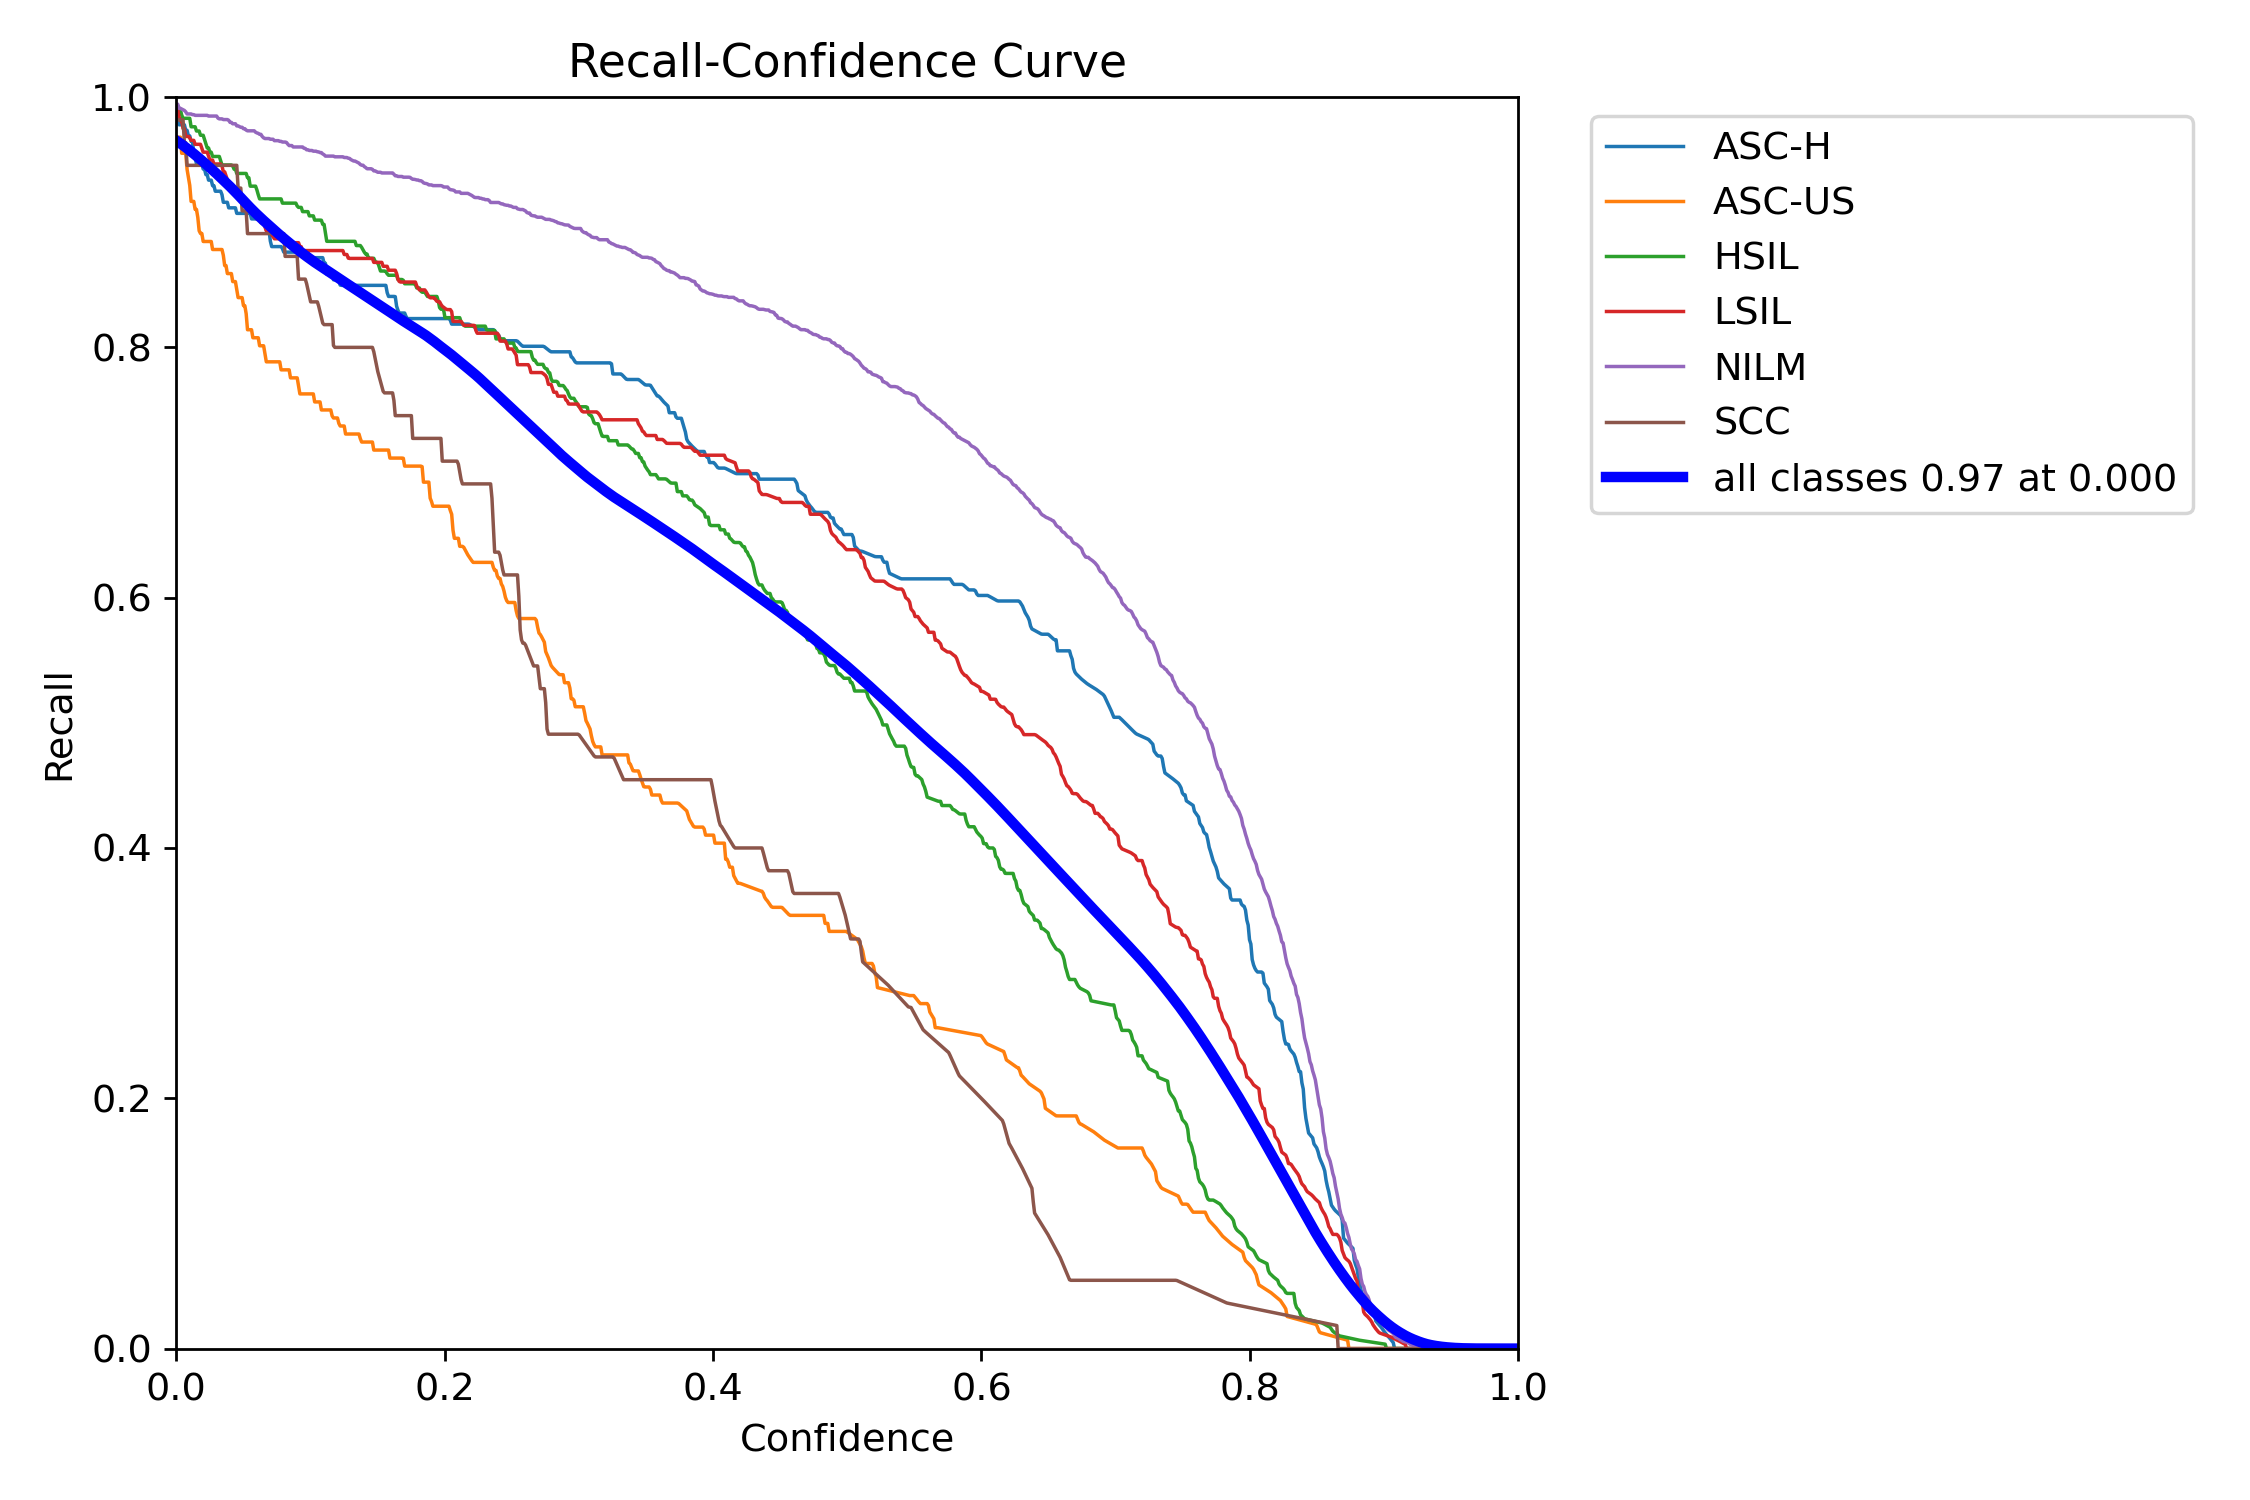 Recall-Confidence Curve
1.0
0.8
0.6
0.4
0.2
0.0
Recall
0.0 0.2 0.4 0.6 0.8 1.0
Confidence
ASC-H
ASC-US
HSIL
LSIL
NILM
SCC
all classes 0.97 at 0.000